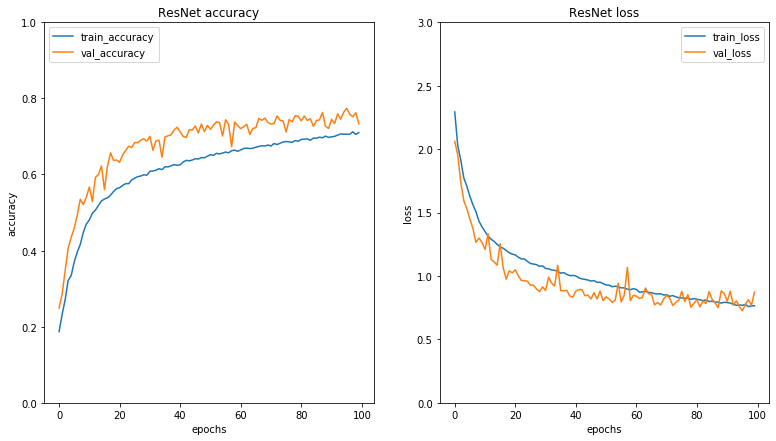 ResNet accuracy
train_accuracy
val_accuracy
accuracy
1.0
0.8
0.6
0.4
0.2
0.0
0 20 40 60 80 100
epochs
ResNet loss
train_loss
val_loss
loss
3.0
2.5
2.0
1.5
1.0
0.5
0.0
0 20 40 60 80 100
epochs